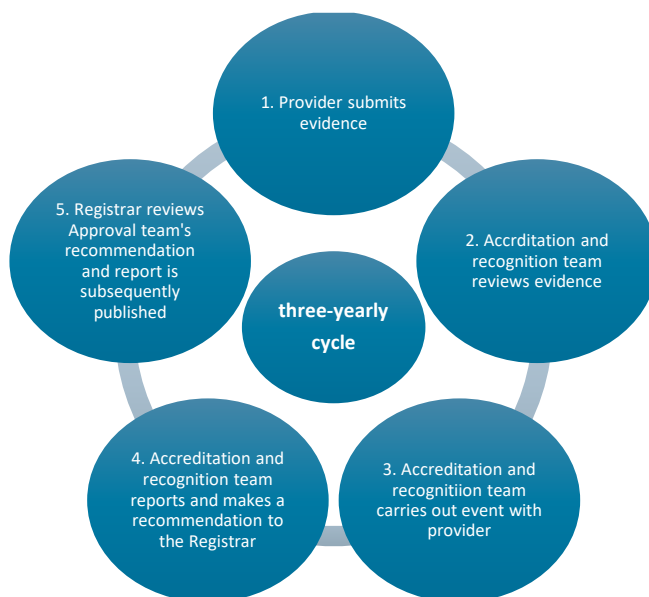 1. Provider submits
evidence
2. Accrditation and
recognition team
reviews evidence
3. Accreditation and
recognitiion team
carries out event with
provider
4. Accreditation and
recognition team
reports and makes a
recommendation to
the Registrar
5. Registrar reviews
Approval team's
recommendation
and report is
subsequently
published
three-yearly
cycle